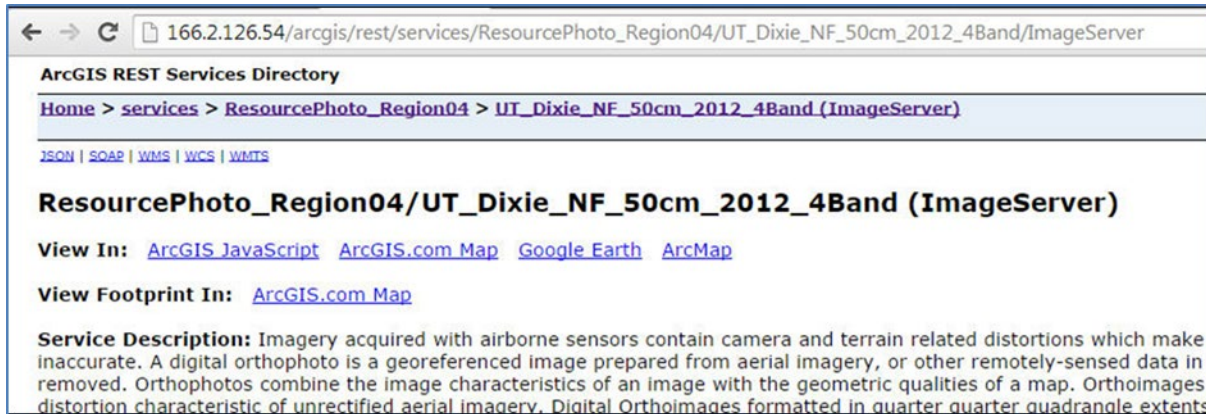 166.2.126.54/arcgis/rest/services/ResourcePhoto_Region04/UT_Dixie_NF_50cm_2012_4Band/ImageServer
ArcGIS REST Services Directory
Home > services > ResourcePhoto_Region04 > UT_Dixie_NF_50cm_2012_4Band (ImageServer)
JSON | SOAP | WMS | WCS | WMTS
ResourcePhoto_Region04/UT_Dixie_NF_50cm_2012_4Band (ImageServer)
View In: ArcGIS JavaScript ArcGIS.com Map Google Earth ArcMap
View Footprint In: ArcGIS.com Map
Service Description: Imagery acquired with airborne sensors contain camera and terrain related distortions which make
inaccurate. A digital orthophoto is a georeferenced image prepared from aerial imagery, or other remotely-sensed data in
removed. Orthophotos combine the image characteristics of an image with the geometric qualities of a map. Orthoimages
distortion characteristic of unrectified aerial imagery. Digital Orthoimages formatted in quarter quarter quadrangle extents